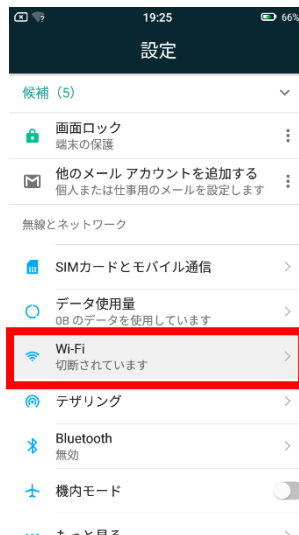 19:25
66%
設定
候補（5）
画面ロック
端末の保護
他のメール アカウントを追加する
個人または仕事用のメールを設定します
無線とネットワーク
SIMカードとモバイル通信
データ使用量
0B のデータを使用しています
Wi-Fi
切断されています
テザリング
Bluetooth
無効
機内モード
もっと見る